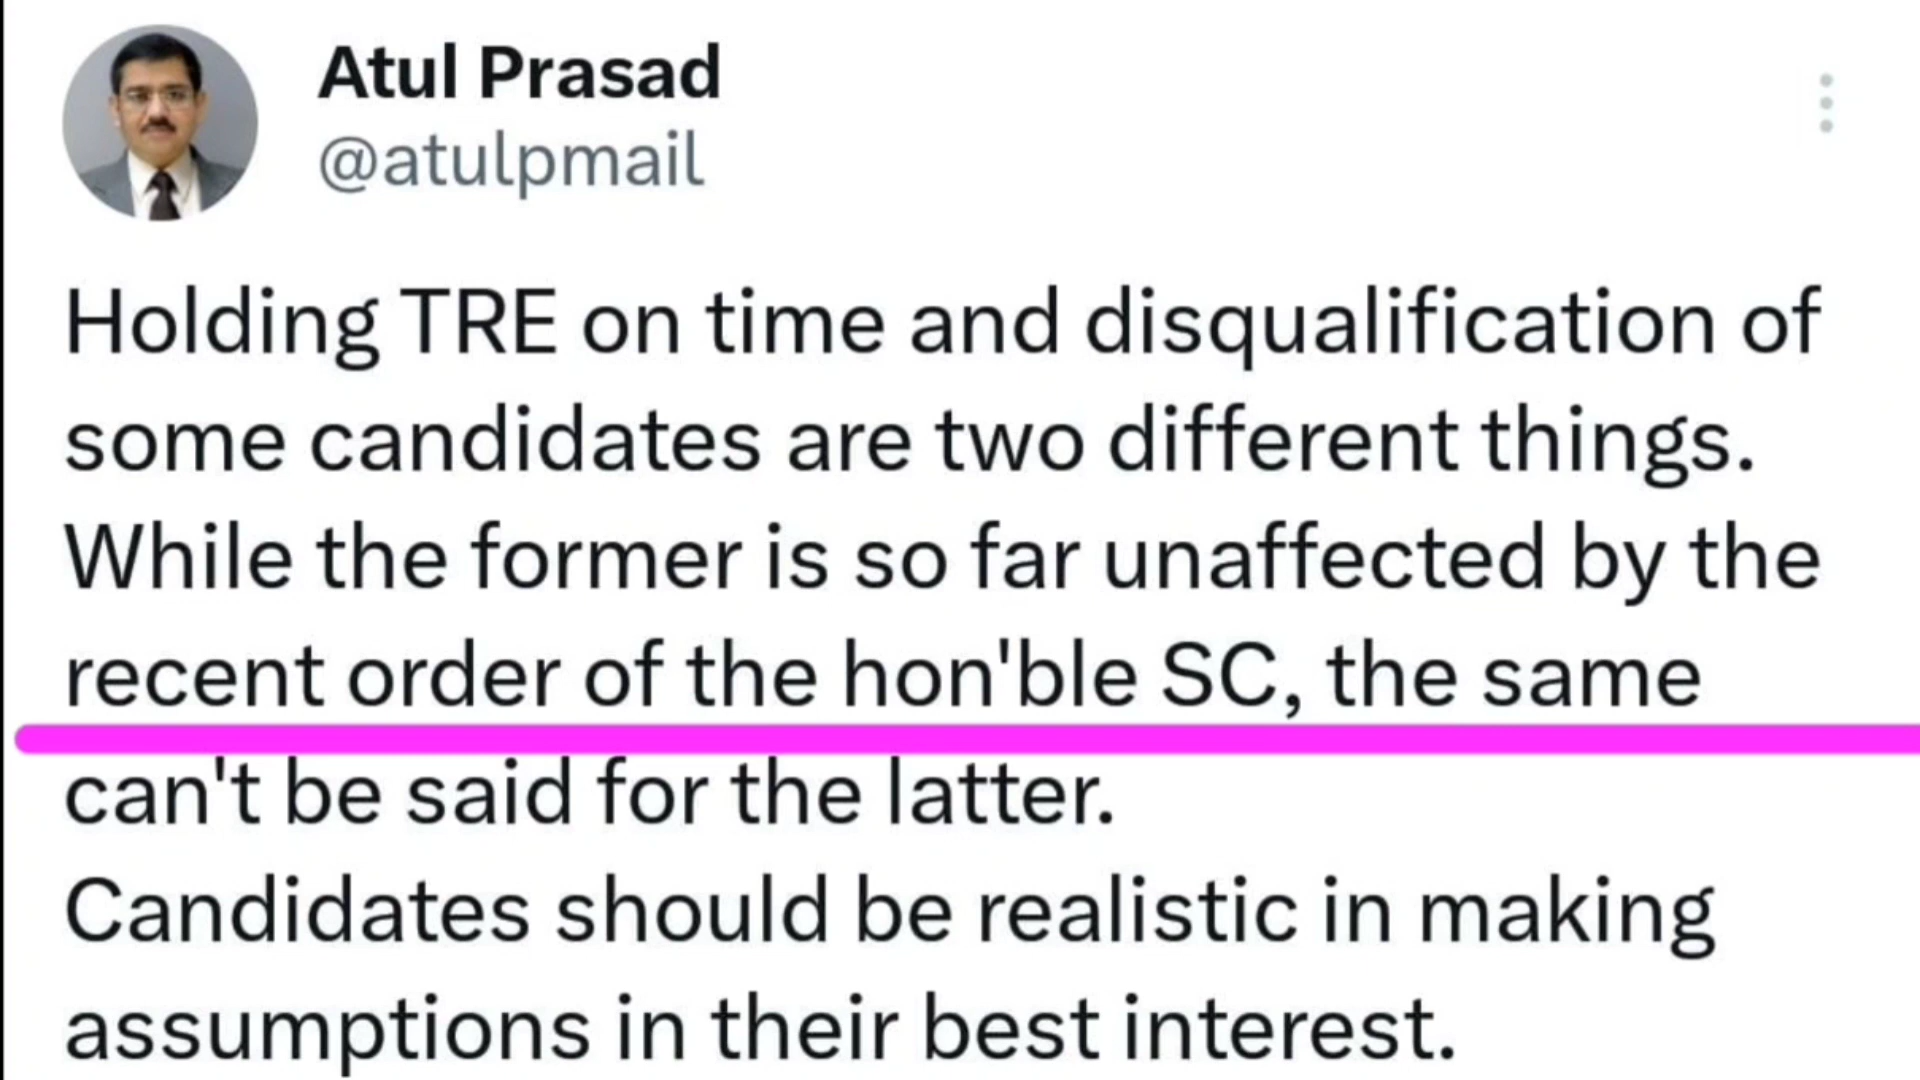 Atul Prasad
@atulpmail
Holding TRE on time and disqualification of
some candidates are two different things.
While the former is so far unaffected by the
recent order of the hon'ble SC, the same
can't be said for the latter.
Candidates should be realistic in making
assumptions in their best interest.